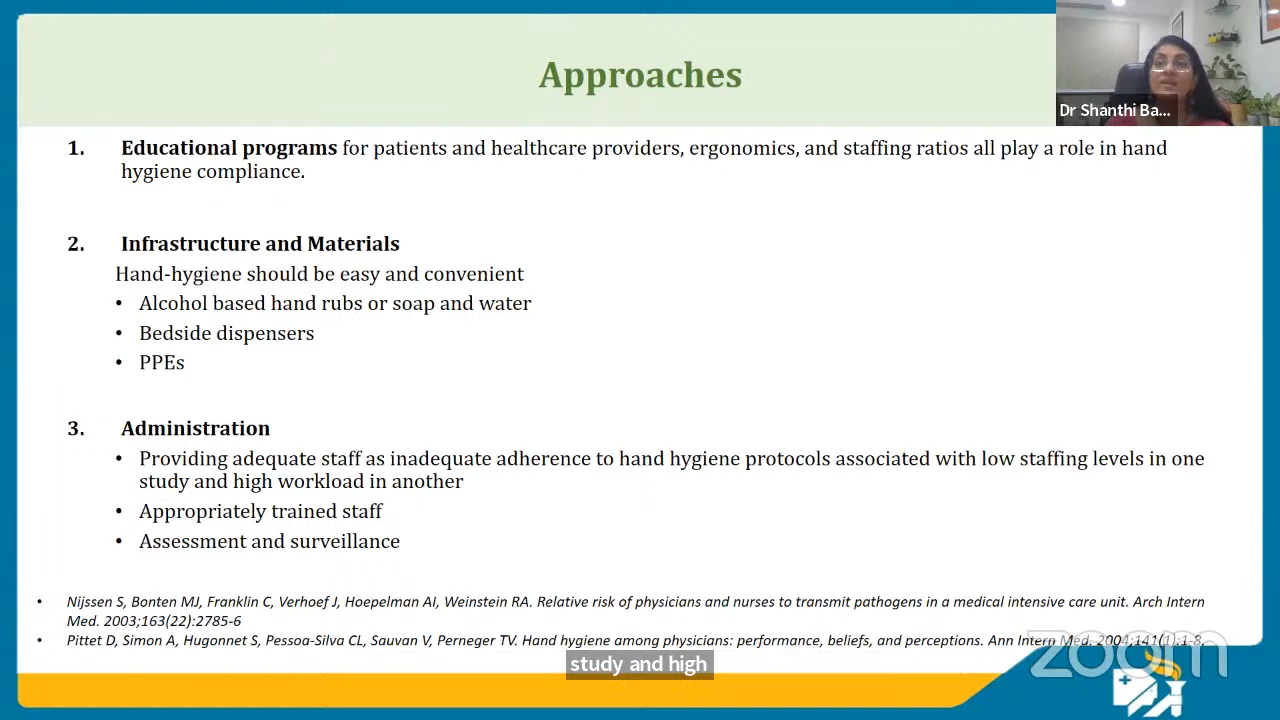 Approaches
Dr Shanthi Ba...
1. Educational programs for patients and healthcare providers, ergonomics, and staffing ratios all play a role in hand
hygiene compliance.
2. Infrastructure and Materials
Hand-hygiene should be easy and convenient
• Alcohol based hand rubs or soap and water
• Bedside dispensers
• PPEs
3. Administration
• Providing adequate staff as inadequate adherence to hand hygiene protocols associated with low staffing levels in one
study and high workload in another
• Appropriately trained staff
• Assessment and surveillance
• Nijssen S, Bonten MJ, Franklin C, Verhoef J, Hoepelman AI, Weinstein RA. Relative risk of physicians and nurses to transmit pathogens in a medical intensive care unit. Arch Intern
Med. 2003;163(22):2785-6
• Pittet D, Simon A, Hugonnet S, Pessoa-Silva CL, Sauvan V, Perneger TV. Hand hygiene among physicians: performance, beliefs, and perceptions. Ann Intern Med. 2004;141(1):1-8.
study and high
zoom